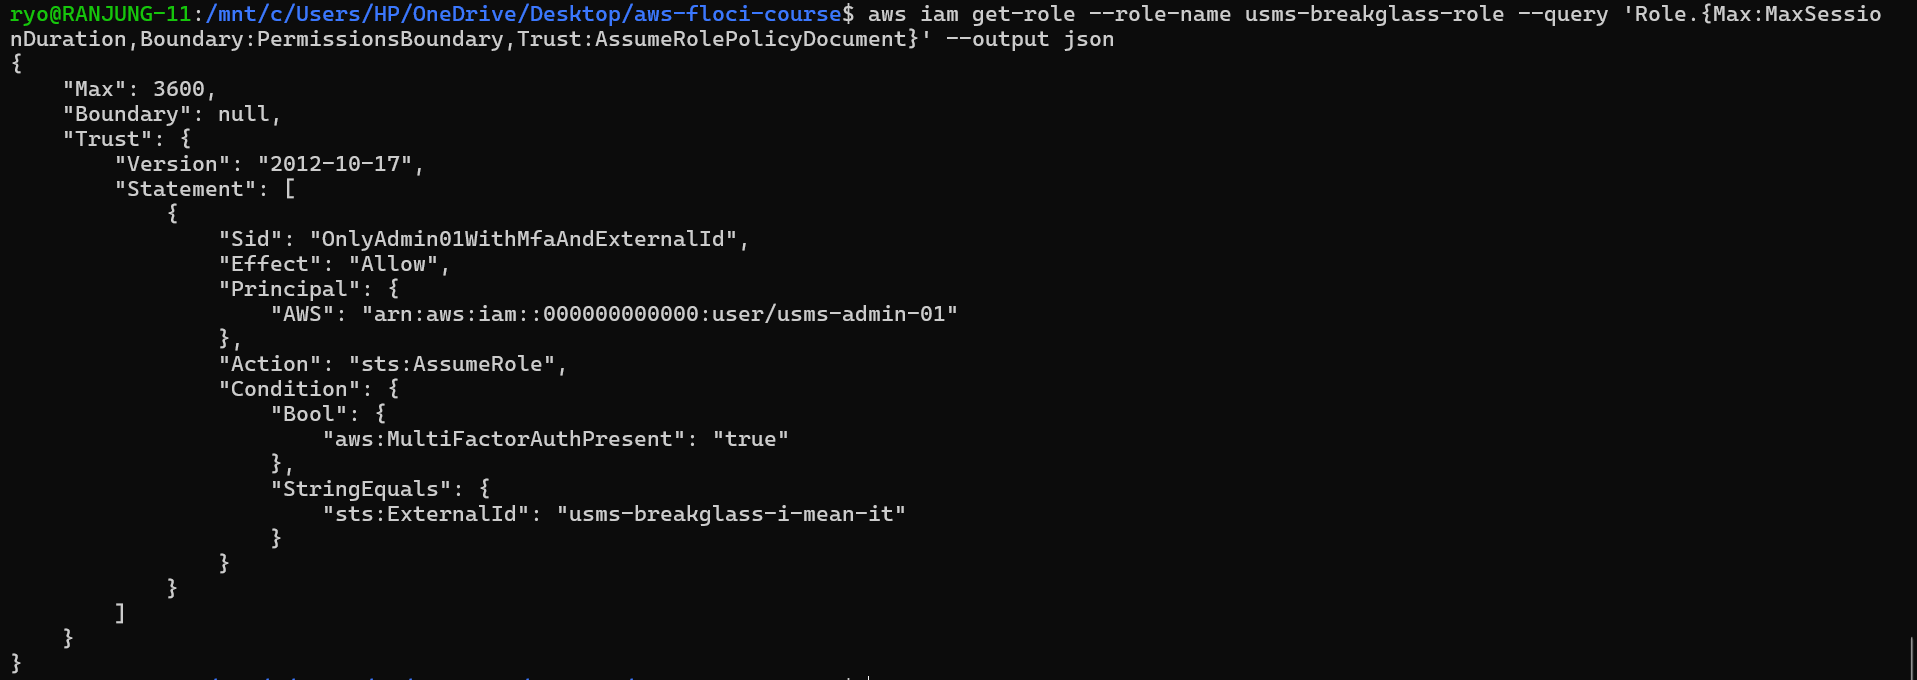 ryo@RANJUNG-11:/mnt/c/Users/HP/OneDrive/Desktop/aws-floci-course$ aws iam get-role --role-name usms-breakglass-role --query 'Role.{Max:MaxSessio
nDuration,Boundary:PermissionsBoundary,Trust:AssumeRolePolicyDocument}' --output json
{
    "Max": 3600,
    "Boundary": null,
    "Trust": {
        "Version": "2012-10-17",
        "Statement": [
            {
                "Sid": "OnlyAdmin01WithMfaAndExternalId",
                "Effect": "Allow",
                "Principal": {
                    "AWS": "arn:aws:iam::000000000000:user/usms-admin-01"
                },
                "Action": "sts:AssumeRole",
                "Condition": {
                    "Bool": {
                        "aws:MultiFactorAuthPresent": "true"
                    },
                    "StringEquals": {
                        "sts:ExternalId": "usms-breakglass-i-mean-it"
                    }
                }
            }
        ]
    }
}